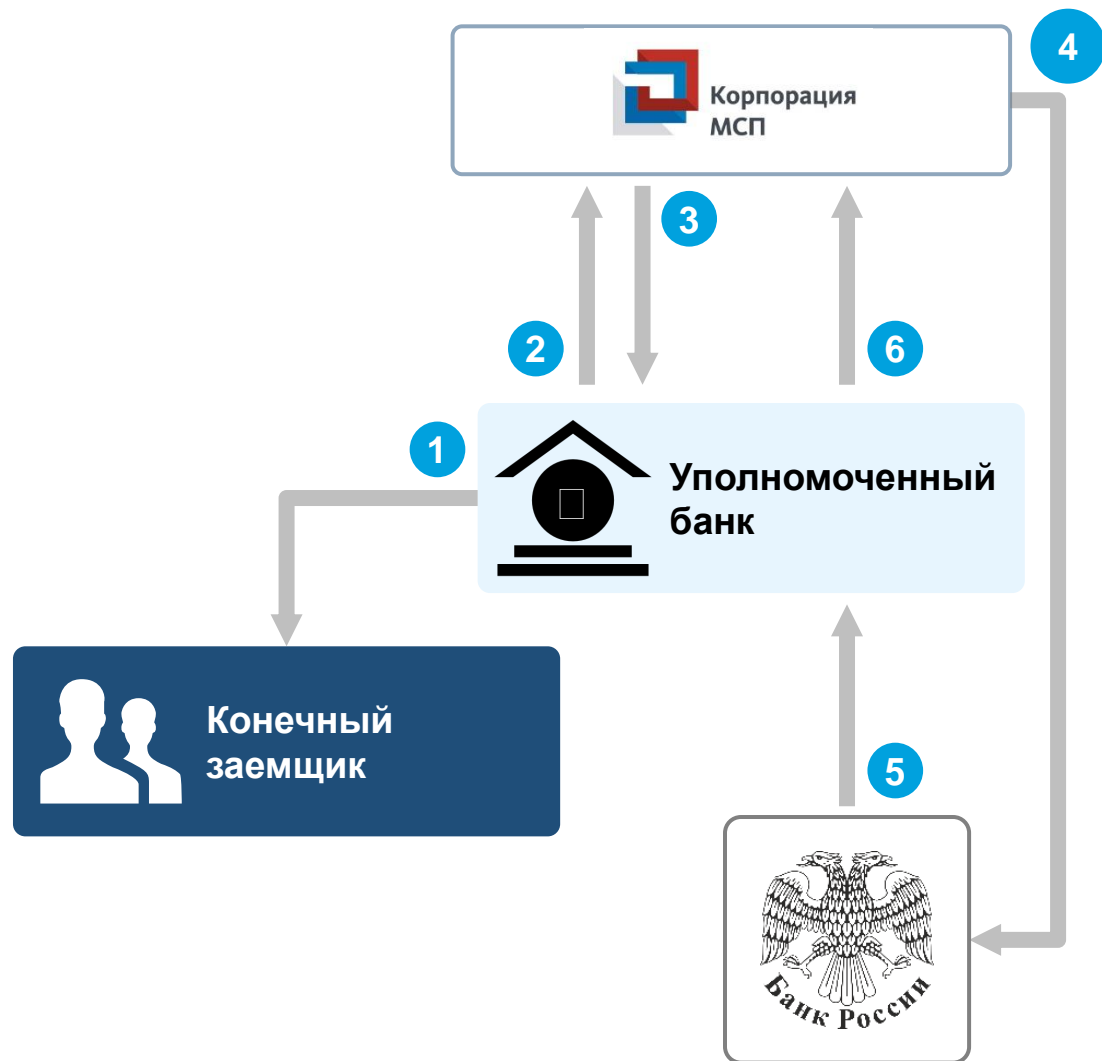 4
Корпорация
МСП
3
2
6
1
Уполномоченный
банк
Конечный
заемщик
5
Банк России